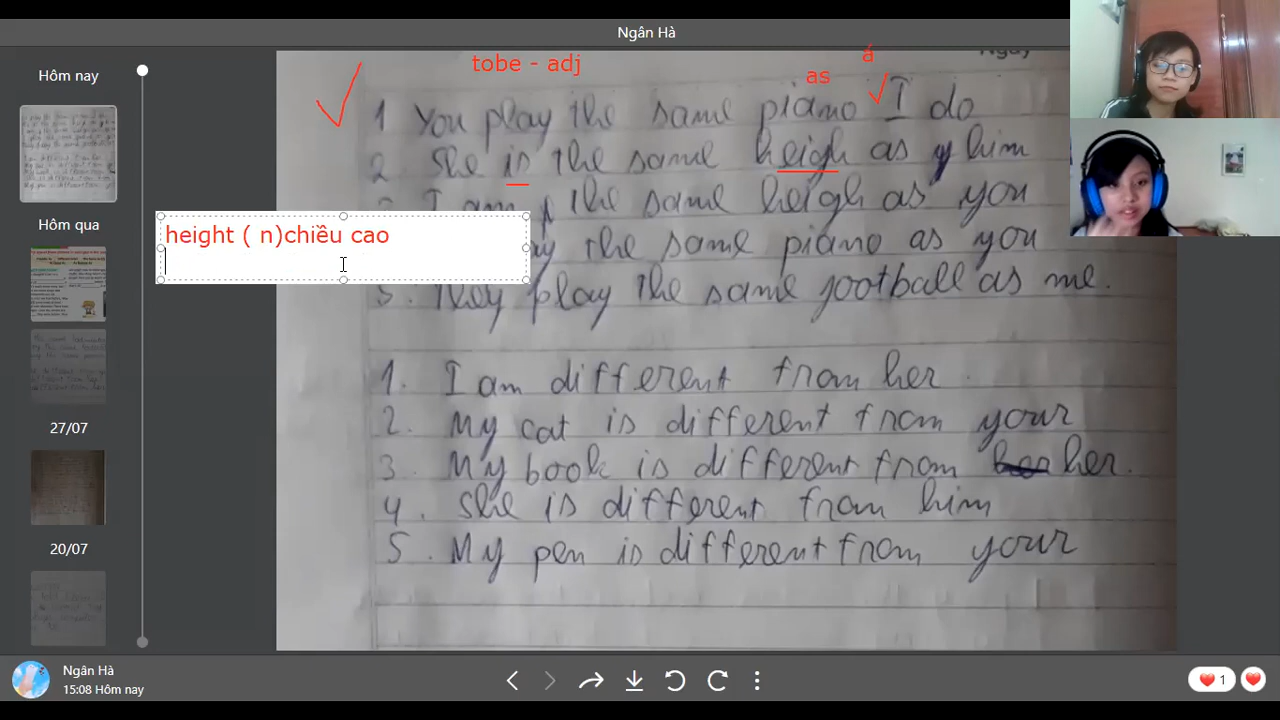 Ngân Hà
Hôm nay
Hôm qua
27/07
20/07
tobe - adj
as
á
1 You play the same piamo I do
2 She is the same heigh as y him
I am the same heigh as you
height ( n)chiều cao
ay the same piamo as you
5. They play the same football as me.
1. I am different from her.
2. My cat is different from your
3. My book is different from her her.
4. she is different from him
5. My pen is different from your
Ngân Hà
15:08 Hôm nay
1